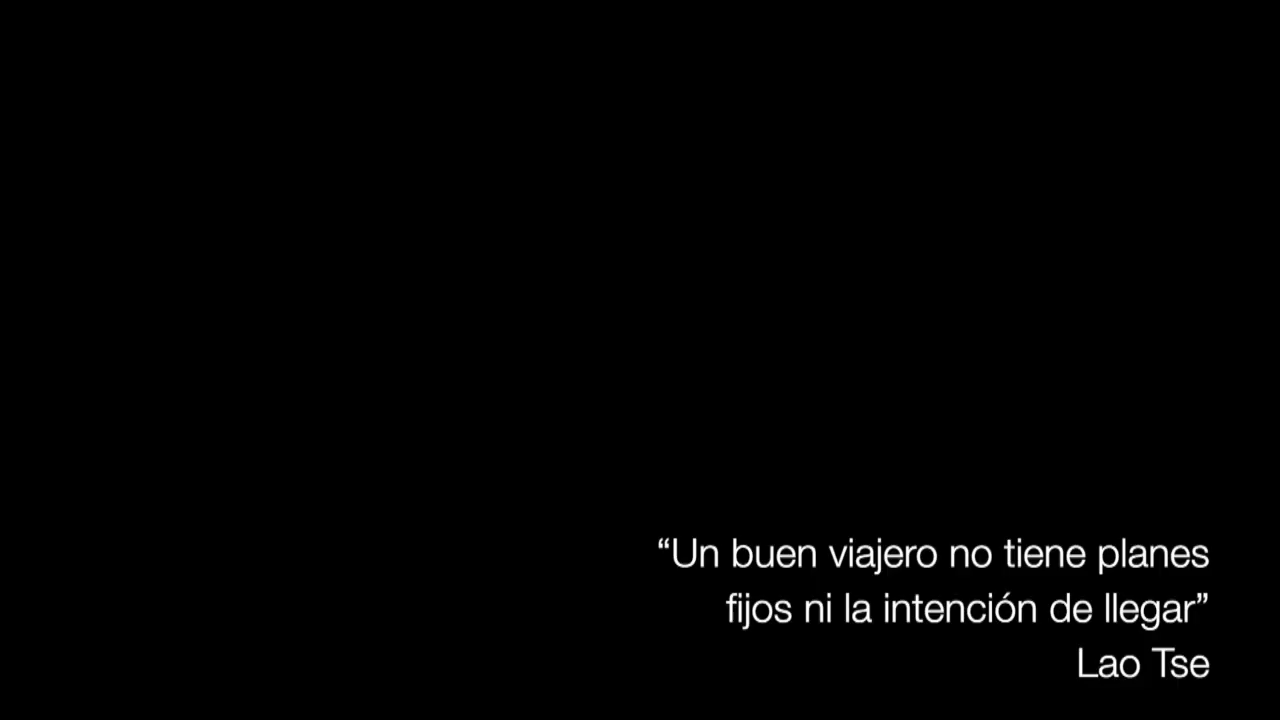 “Un buen viajero no tiene planes
fijos ni la intención de llegar”
Lao Tse